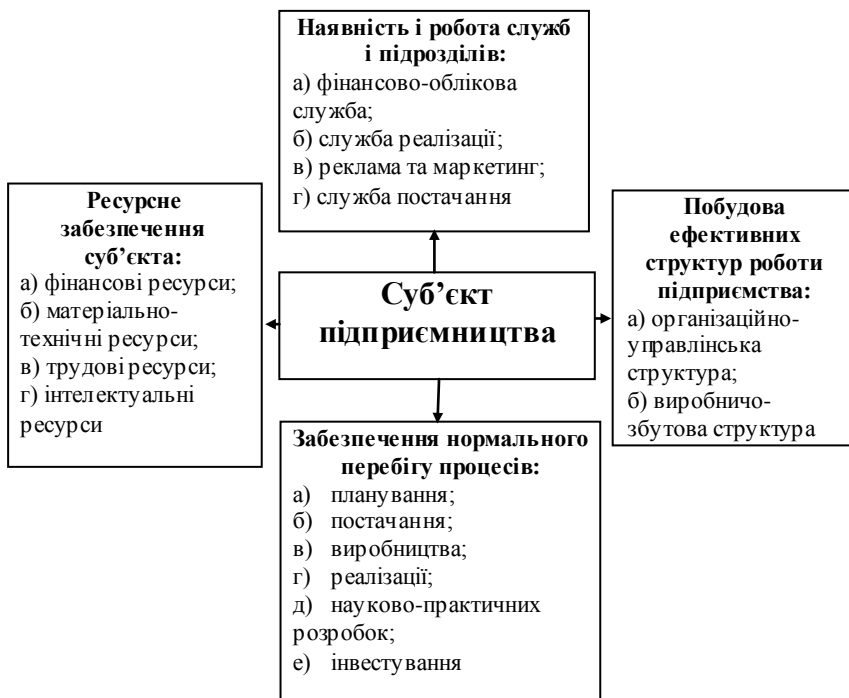 Наявність і робота служб
і підрозділів:
а) фінансово-облікова
служба;
б) служба реалізації;
в) реклама та маркетинг;
г) служба постачання
Ресурсне
забезпечення
суб’єкта:
а) фінансові ресурси;
б) матеріально-
технічні ресурси;
в) трудові ресурси;
г) інтелектуальні
ресурси
Суб’єкт
підприємництва
Побудова
ефективних
структур роботи
підприємства:
а) організаційно-
управлінська
структура;
б) виробничо-
збутова структура
Забезпечення нормального
перебігу процесів:
а) планування;
б) постачання;
в) виробництва;
г) реалізації;
д) науково-практичних
розробок;
е) інвестування